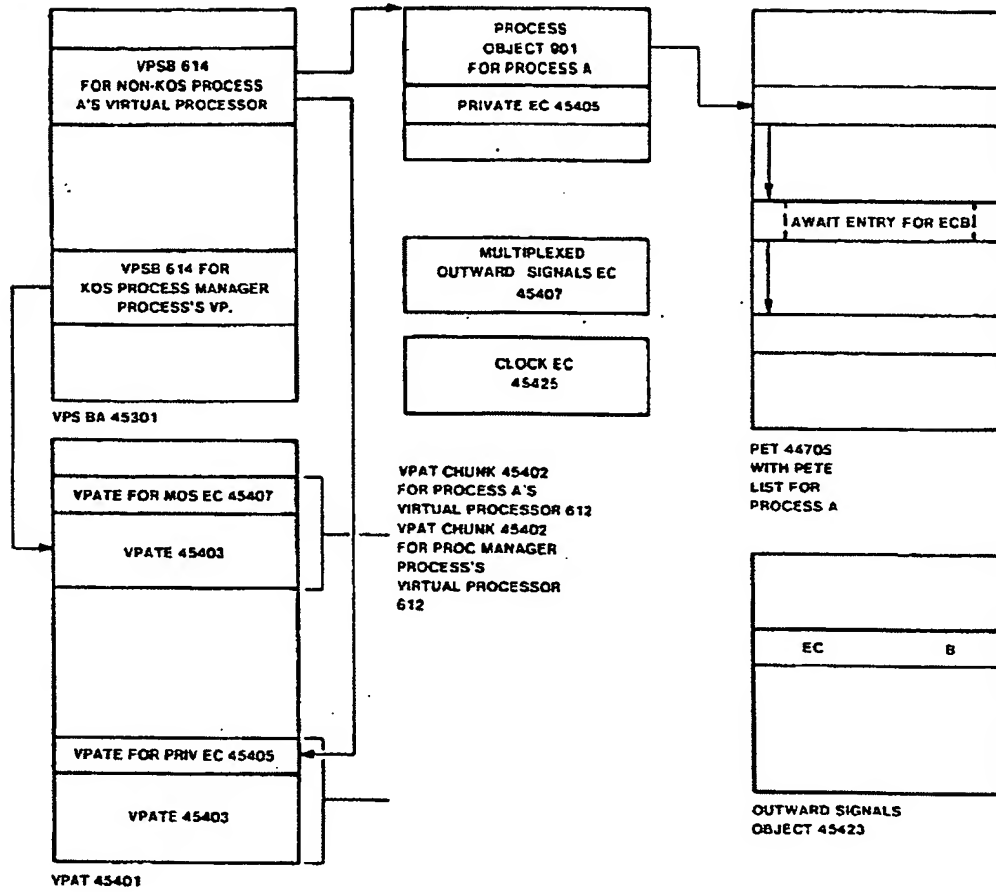 VPSB 614
FOR NON-KOS PROCESS
A'S VIRTUAL PROCESSOR
VPSB 614 FOR
KOS PROCESS MANAGER
PROCESS'S VP.
VPS BA 45301
VPATE FOR MOS EC 45407
VPATE 45403
VPATE FOR PRIV EC 45405
VPATE 45403
VPAT 45401
PROCESS
OBJECT 901
FOR PROCESS A
PRIVATE EC 45405
MULTIPLEXED
OUTWARD SIGNALS EC
45407
CLOCK EC
45425
VPAT CHUNK 45402
FOR PROCESS A'S
VIRTUAL PROCESSOR 612
VPAT CHUNK 45402
FOR PROC MANAGER
PROCESS'S
VIRTUAL PROCESSOR
612
AWAIT ENTRY FOR ECB
PET 44705
WITH PETE
LIST FOR
PROCESS A
EC B
OUTWARD SIGNALS
OBJECT 45423